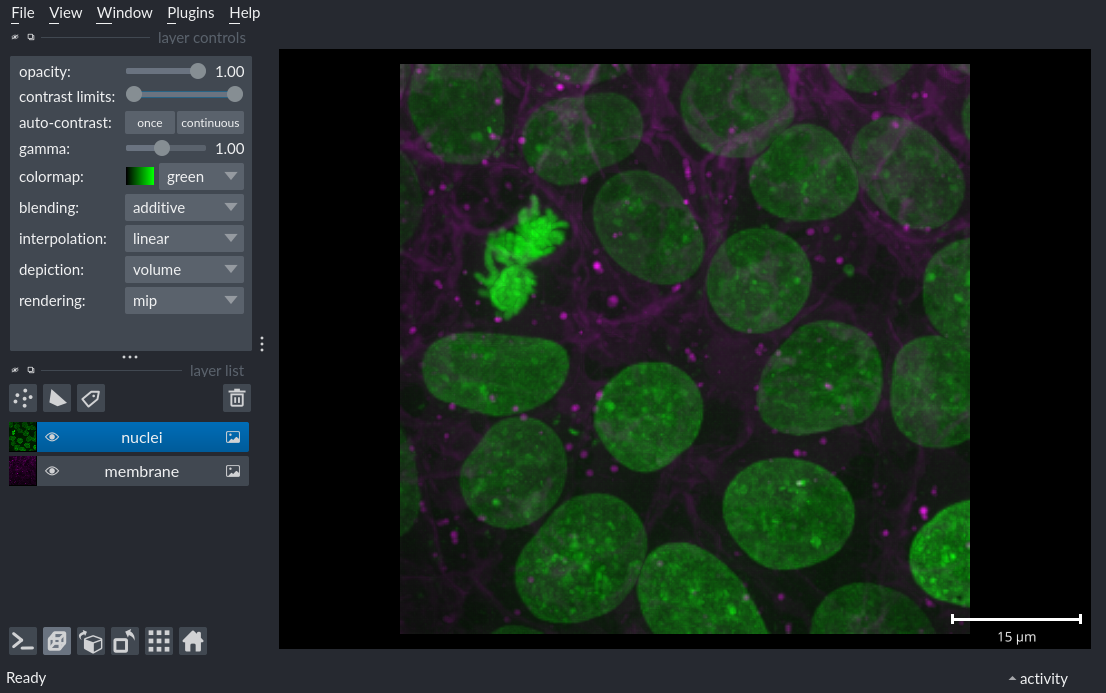 File View Window Plugins Help
layer controls
opacity: 1.00
contrast limits:
auto-contrast: once continuous
gamma: 1.00
colormap: green
blending: additive
interpolation: linear
depiction: volume
rendering: mip
layer list
nuclei
membrane
15 µm
Ready
activity